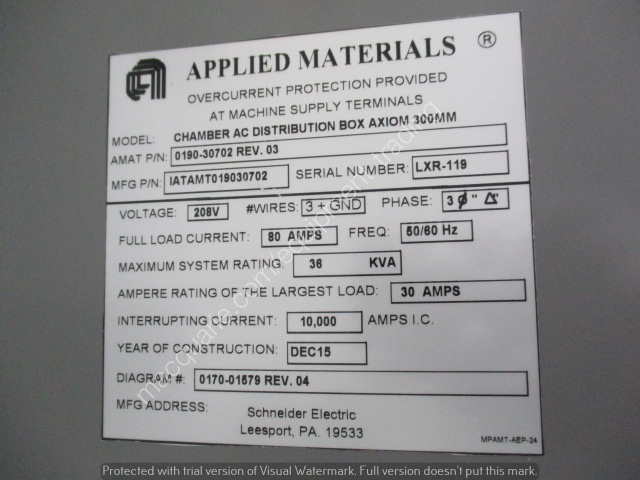 APPLIED MATERIALS ®
OVERCURRENT PROTECTION PROVIDED
AT MACHINE SUPPLY TERMINALS
MODEL: CHAMBER AC DISTRIBUTION BOX AXIOM 300MM
AMAT P/N: 0190-30702 REV. 03
MFG P/N: IATAMT019030702 SERIAL NUMBER: LXR-119
VOLTAGE: 208V #WIRES: 3 + GND PHASE: 3 ϕ " Δ"
FULL LOAD CURRENT: 80 AMPS FREQ: 50/60 Hz
MAXIMUM SYSTEM RATING: 36 KVA
AMPERE RATING OF THE LARGEST LOAD: 30 AMPS
INTERRUPTING CURRENT: 10,000 AMPS I.C.
YEAR OF CONSTRUCTION: DEC15
DIAGRAM #: 0170-01579 REV. 04
MFG ADDRESS: Schneider Electric
Leesport, PA. 19533
MPAMT-AEP-24
macquarie.com/equipment-trading
Protected with trial version of Visual Watermark. Full version doesn't put this mark.